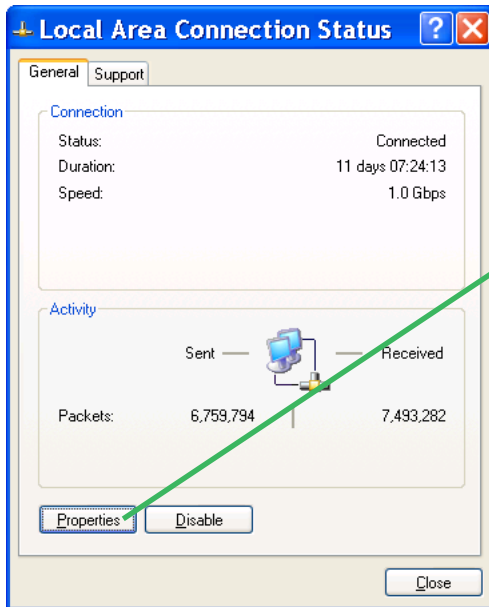 Local Area Connection Status
General Support
Connection
Status: Connected
Duration: 11 days 07:24:13
Speed: 1.0 Gbps
Activity
Sent — — Received
Packets: 6,759,794 7,493,282
Properties Disable
Close